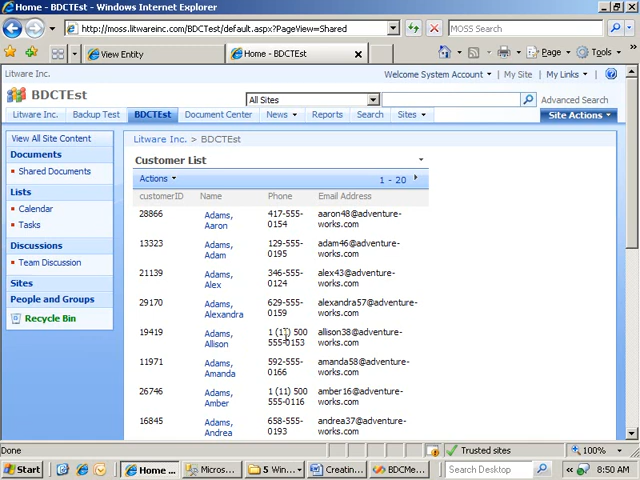 Home - BDCTEst - Windows Internet Explorer
http://moss.litwareinc.com/BDCTEst/default.aspx?PageView=Shared
MOSS Search
View Entity
Home - BDCTEst
Page
Tools
Litware Inc.
Welcome System Account
My Site
My Links
BDCTEst
All Sites
Advanced Search
Litware Inc.
Backup Test
BDCTEst
Document Center
News
Reports
Search
Sites
Site Actions
View All Site Content
Documents
Shared Documents
Lists
Calendar
Tasks
Discussions
Team Discussion
Sites
People and Groups
Recycle Bin
Litware Inc. > BDCTEst
Customer List
Actions
1 - 20
customerID Name Phone Email Address
28866 Adams, Aaron 417-555-0154 aaron48@adventure-works.com
13323 Adams, Adam 129-555-0195 adam46@adventure-works.com
21139 Adams, Alex 346-555-0124 alex43@adventure-works.com
29170 Adams, Alexandra 629-555-0159 alexandra57@adventure-works.com
19419 Adams, Allison 1 (11) 500 555-0153 allison38@adventure-works.com
11971 Adams, Amanda 592-555-0166 amanda58@adventure-works.com
26746 Adams, Amber 1 (11) 500 555-0116 amber16@adventure-works.com
16845 Adams, Andrea 658-555-0193 andrea37@adventure-works.com
Done
Trusted sites
100%
Start
Home ...
Micros...
5 Win...
Creatin...
BDCMe...
Search Desktop
8:50 AM